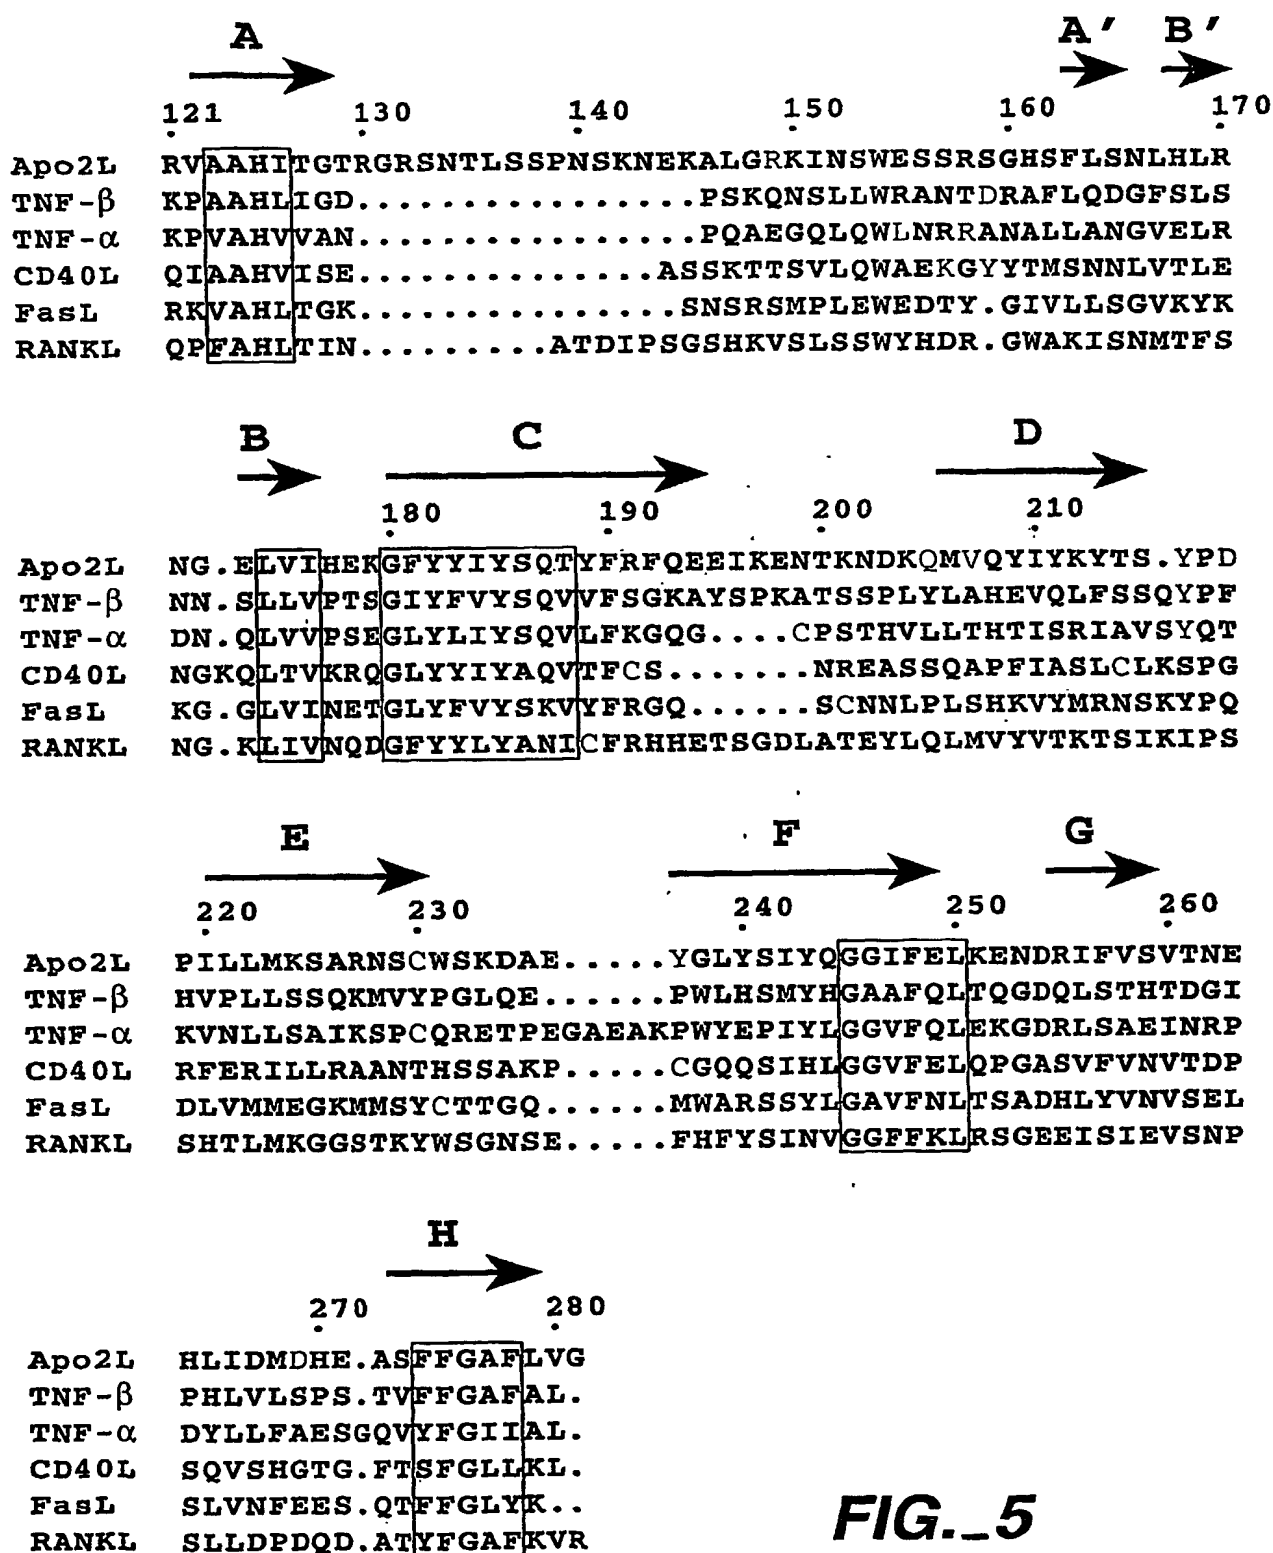 A A' B'
121 130 140 150 160 170
Apo2L RVAAHITGTRGRSNTLSSPNSKNEKALGRKINSWESSRSGHSFLSNLHLR
TNF-β KPAAHLIGD................PSKQNSLLWRANTDRAFLQDGFSLS
TNF-α KPVAHVVAN................PQAEGQLQWLNRRANALLANGVELR
CD40L QIAAHVISE..............ASSKTTSVLQWAEKGYYTMSNNLVTLE
FasL RKVAHLTGK...............SNSRSMPLEWEDTY.GIVLLSGVKYK
RANKL QPFAHLTIN.........ATDIPSGSHKVSLSSWYHDR.GWAKISNMTFS
B C D
180 190 200 210
Apo2L NG.ELVIHEKGFYYIYSQTYFRFQEEIKENTKNDKQMVQYIYKYTS.YPD
TNF-β NN.SLLVPTSGIYFVYSQVVFSGKAYSPKATSSPLYLAHEVQLFSSQYPF
TNF-α DN.QLVVPSEGLYLIYSQVLFKGQG....CPSTHVLLTHTISRIAVSYQT
CD40L NGKQLTVKRQGLYYIYAQVTFCS.......NREASSQAPFIASLCLKSPG
FasL KG.GLVINETGLYFVYSKVYFRGQ......SCNNLPLSHKVYMRNSKYPQ
RANKL NG.KLIVNQDGFYYLYANICFRHHETSGDLATEYLQLMVYVTKTSIKIPS
E F G
220 230 240 250 260
Apo2L PILLMKSARNSCWSKDAE.....YGLYSIYQGGIFELKENDRIFVSVTNE
TNF-β HVPLLSSQKMVYPGLQE......PWLHSMYHGAAFQLTQGDQLSTHTDGI
TNF-α KVNLLSAIKSPCQRETPEGAEAKPWYEPIYLGGVFQLEKGDRLSAEINRP
CD40L RFERILLRAANTHSSAKP.....CGQQSIHLGGVFELQPGASVFVNVTDP
FasL DLVMMEGKMMSYCTTGQ......MWARSSYLGAVFNLTSADHLYVNVSEL
RANKL SHTLMKGGSTKYWSGNSE.....FHFYSINVGGFFKLRSGEEISIEVSNP
H
270 280
Apo2L HLIDMDHE.ASFFGAFLVG
TNF-β PHLVLSPS.TVFFGAFAL.
TNF-α DYLLFAESGQVYFGIIAL.
CD40L SQVSHGTG.FTSFGLLKL.
FasL SLVNFEES.QTFFGLYK..
RANKL SLLDPDQD.ATYFGAFKVR
FIG._5